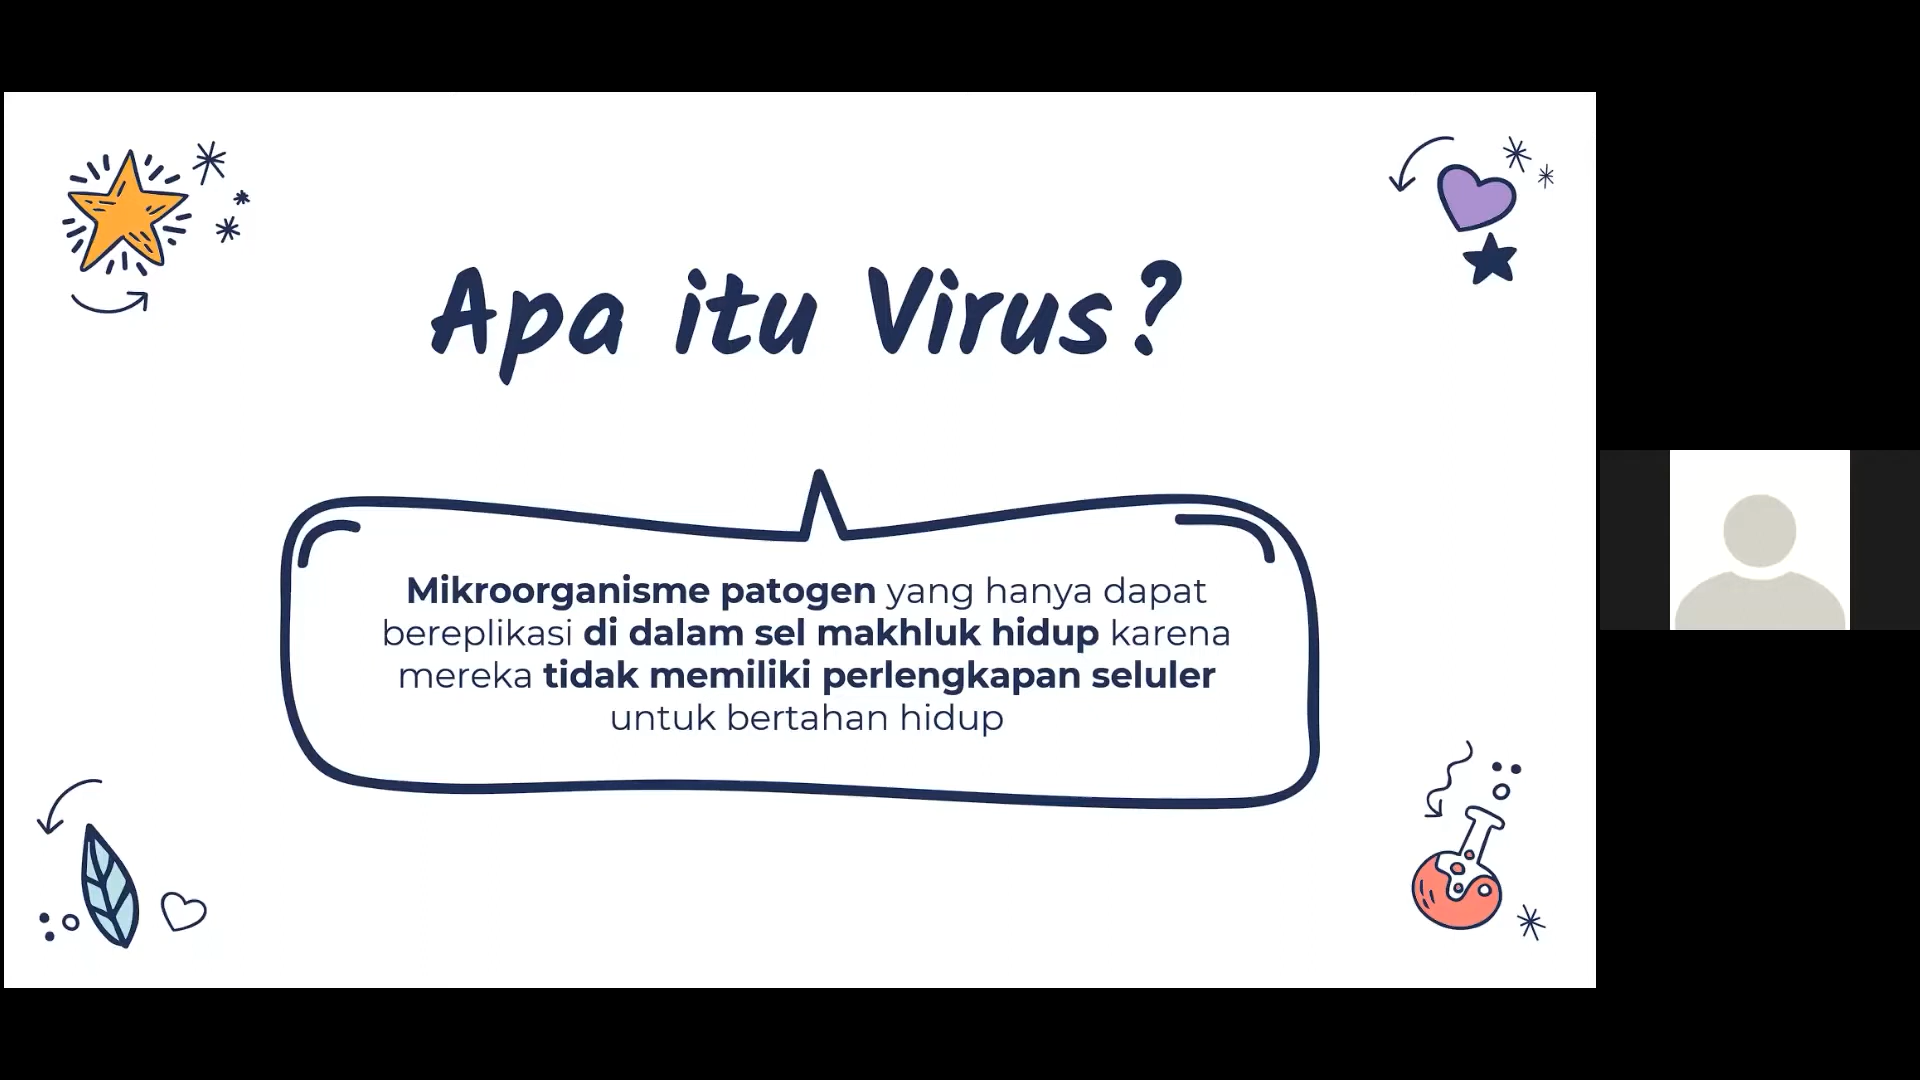 Apa itu Virus?
Mikroorganisme patogen yang hanya dapat
bereplikasi di dalam sel makhluk hidup karena
mereka tidak memiliki perlengkapan seluler
untuk bertahan hidup